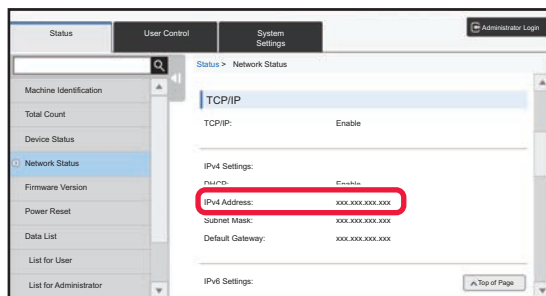 Status
User Control
System
Settings
Administrator Login
Status > Network Status
Machine Identification
Total Count
Device Status
Network Status
Firmware Version
Power Reset
Data List
List for User
List for Administrator
TCP/IP
TCP/IP: Enable
IPv4 Settings:
DHCP: Enable
IPv4 Address: xxx.xxx.xxx.xxx
Subnet Mask: xxx.xxx.xxx.xxx
Default Gateway: xxx.xxx.xxx.xxx
IPv6 Settings:
Top of Page